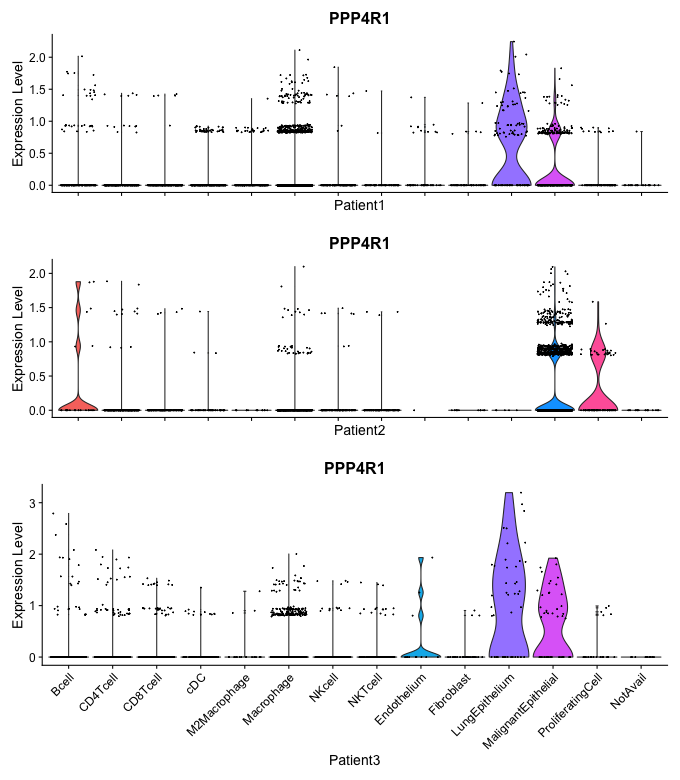 PPP4R1
Expression Level
2.0
1.5
1.0
0.5
0.0
Patient1
PPP4R1
Expression Level
2.0
1.5
1.0
0.5
0.0
Patient2
PPP4R1
Expression Level
3
2
1
0
Bcell
CD4Tcell
CD8Tcell
cDC
M2Macrophage
Macrophage
NKcell
NKTcell
Endothelium
Fibroblast
LungEpithelium
MalignantEpithelial
ProliferatingCell
NotAvail
Patient3